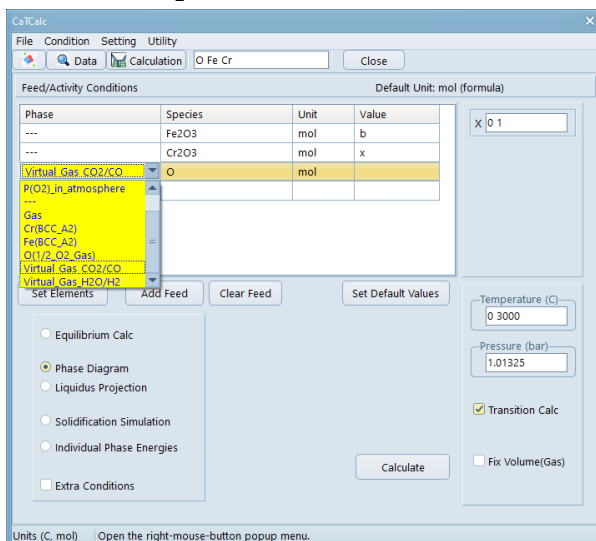 CaTCalc
File Condition Setting Utility
Data Calculation O Fe Cr Close
Feed/Activity Conditions Default Unit: mol (formula)
Phase Species Unit Value
--- Fe2O3 mol b
--- Cr2O3 mol x
Virtual_Gas_CO2/CO O mol
P(O2)_in_atmosphere
---
Gas
Cr(BCC_A2)
Fe(BCC_A2)
O(1/2_O2_Gas)
Virtual_Gas_CO2/CO
Virtual_Gas_H2O/H2
X 0 1
Set Elements Add Feed Clear Feed Set Default Values
Equilibrium Calc
Phase Diagram
Liquidus Projection
Solidification Simulation
Individual Phase Energies
Extra Conditions
Calculate
Temperature (C)
0 3000
Pressure (bar)
1.01325
Transition Calc
Fix Volume(Gas)
Units (C, mol) Open the right-mouse-button popup menu.